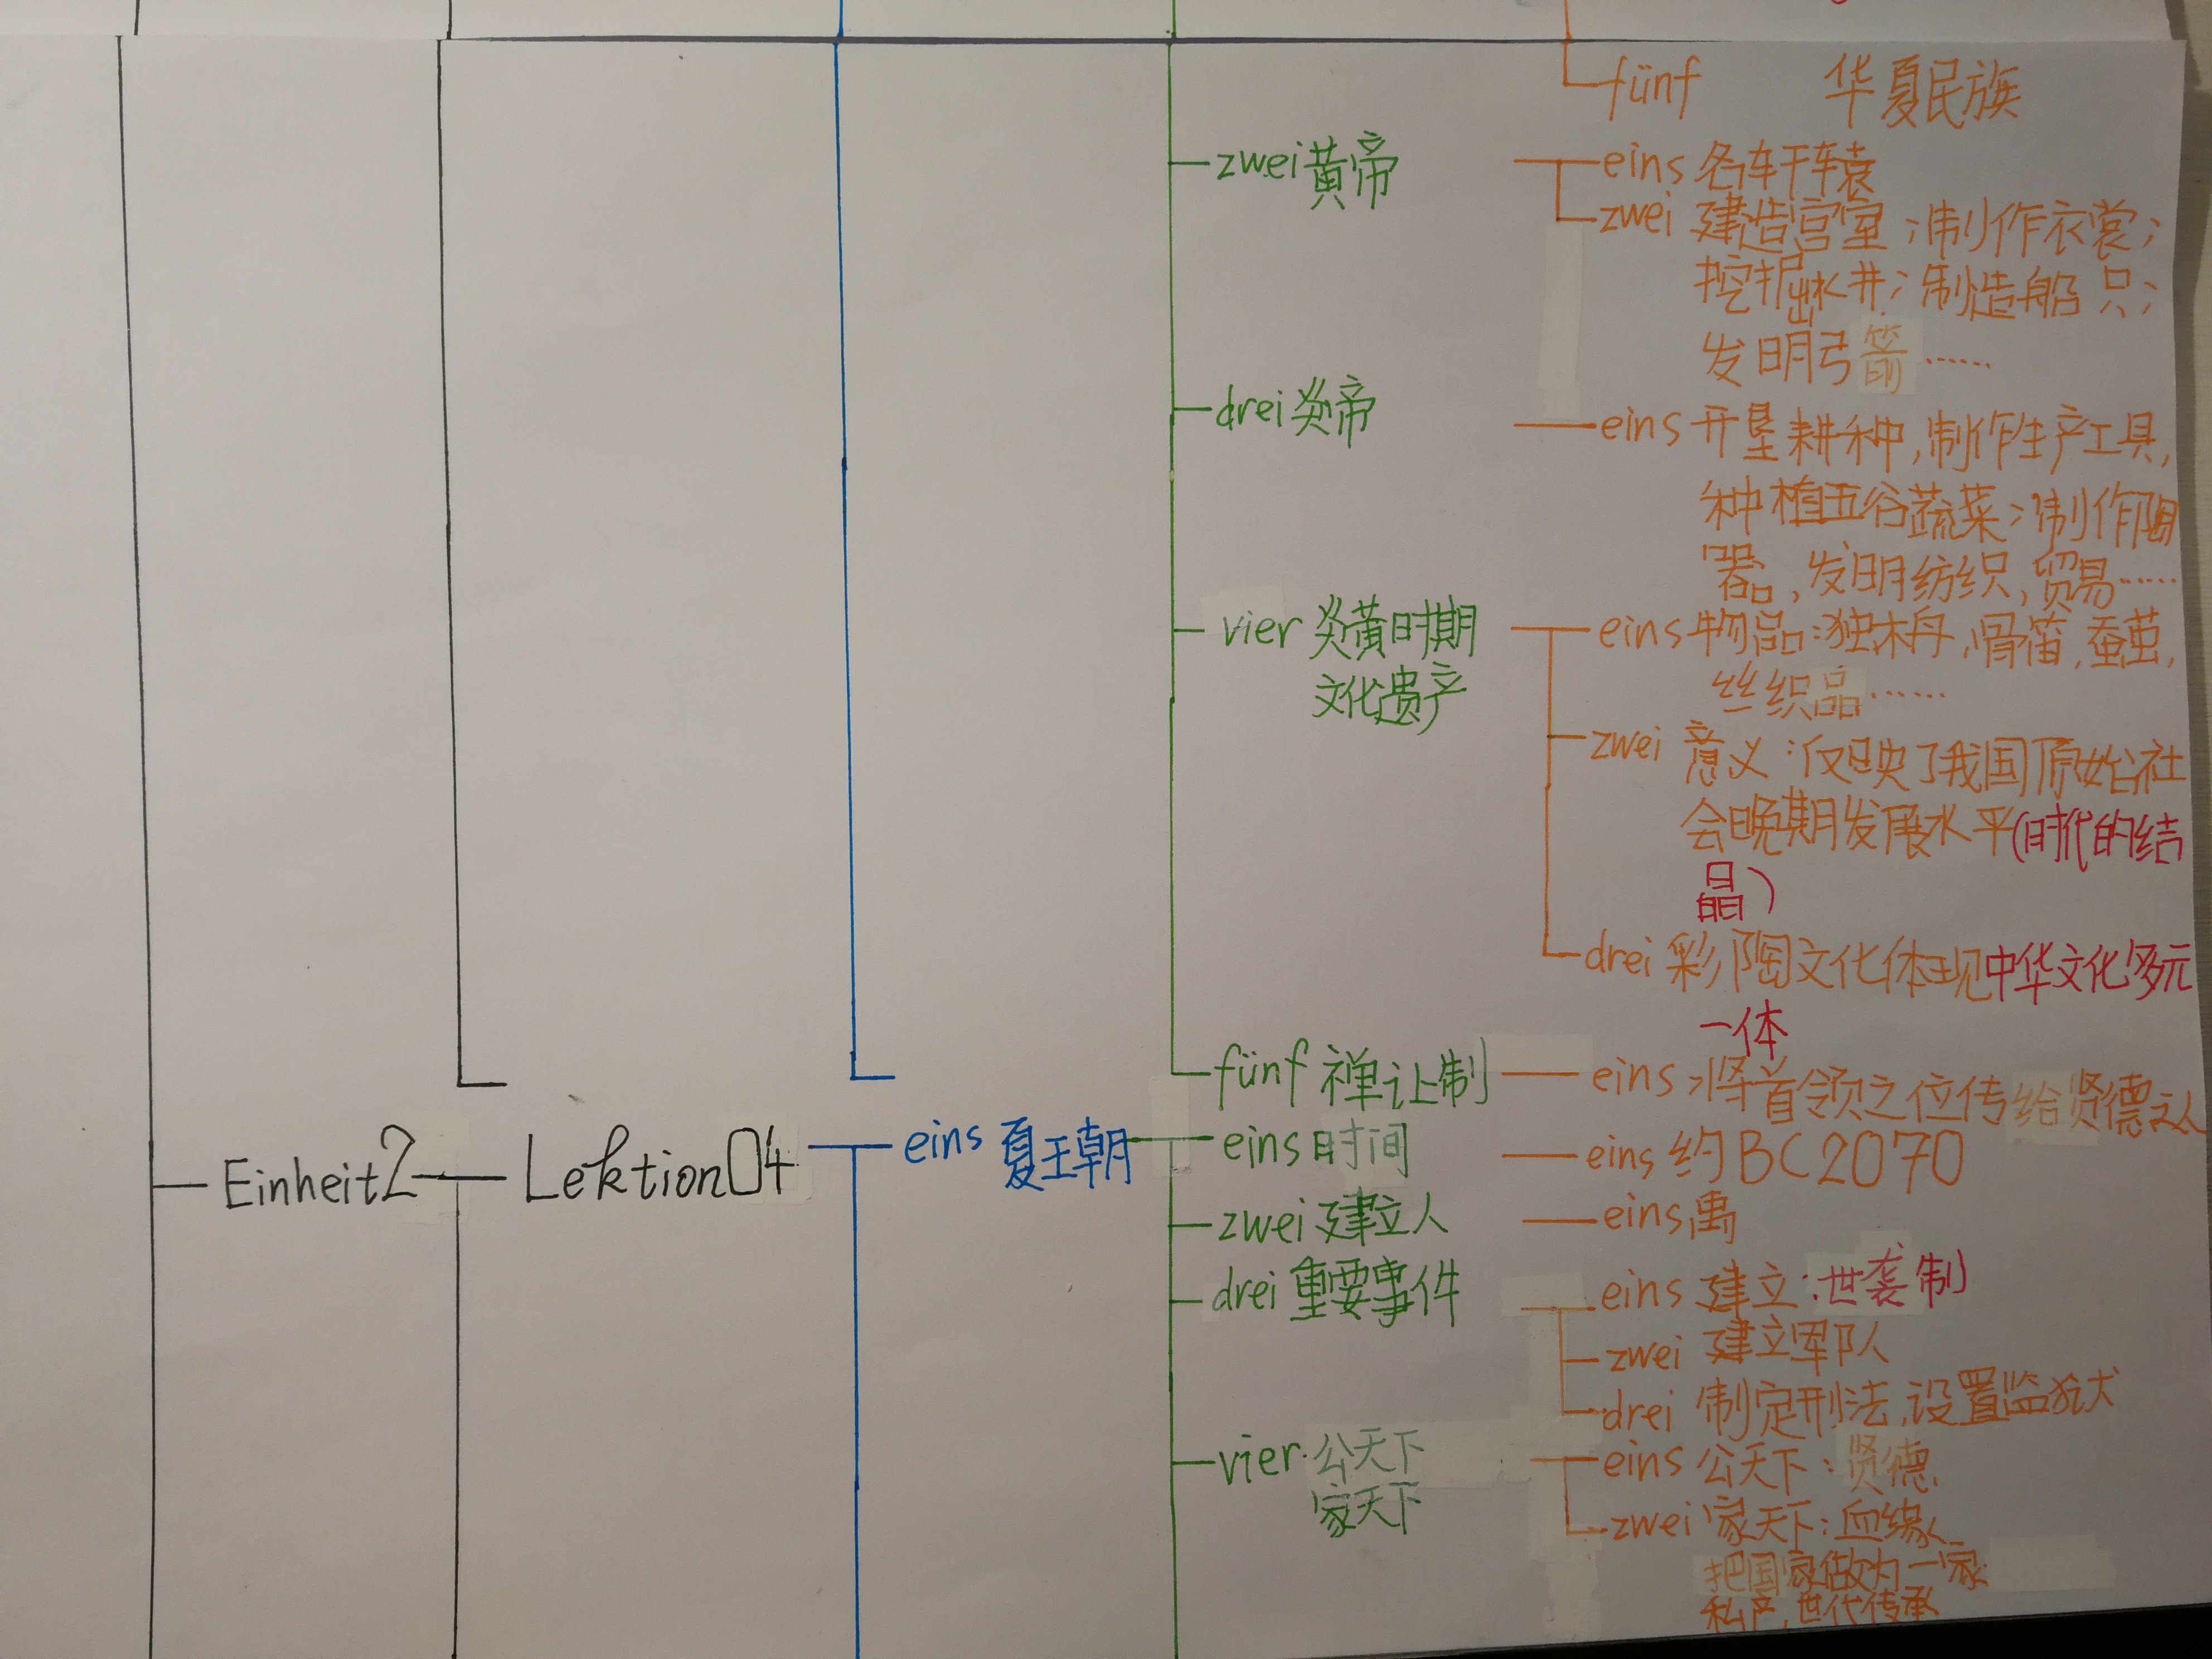 fünf 华夏民族
zwei 黄帝
eins 名轩辕
zwei 建造宫室;制作衣裳;
挖掘水井;制造船只;
发明弓箭……
drei 炎帝
eins 开垦耕种,制作生产工具,
种植五谷蔬菜;制作陶
器,发明纺织,贸易……
vier 炎黄时期
文化遗产
eins 物品:独木舟,骨笛,蚕茧,
丝织品……
zwei 意义:反映了我国原始社
会晚期发展水平(时代的结
晶)
drei 彩陶文化体现中华文化多元
一体
fünf 禅让制
eins 将首领之位传给贤德之人
Einheit2
Lektion04
eins 夏王朝
eins 时间
eins 约BC2070
zwei 建立人
eins 禹
drei 重要事件
eins 建立:世袭制
zwei 建立军队
drei 制定刑法,设置监狱
vier 公天下
家天下
eins 公天下:贤德
zwei 家天下:血缘
把国家做为一家
私产,世代传承